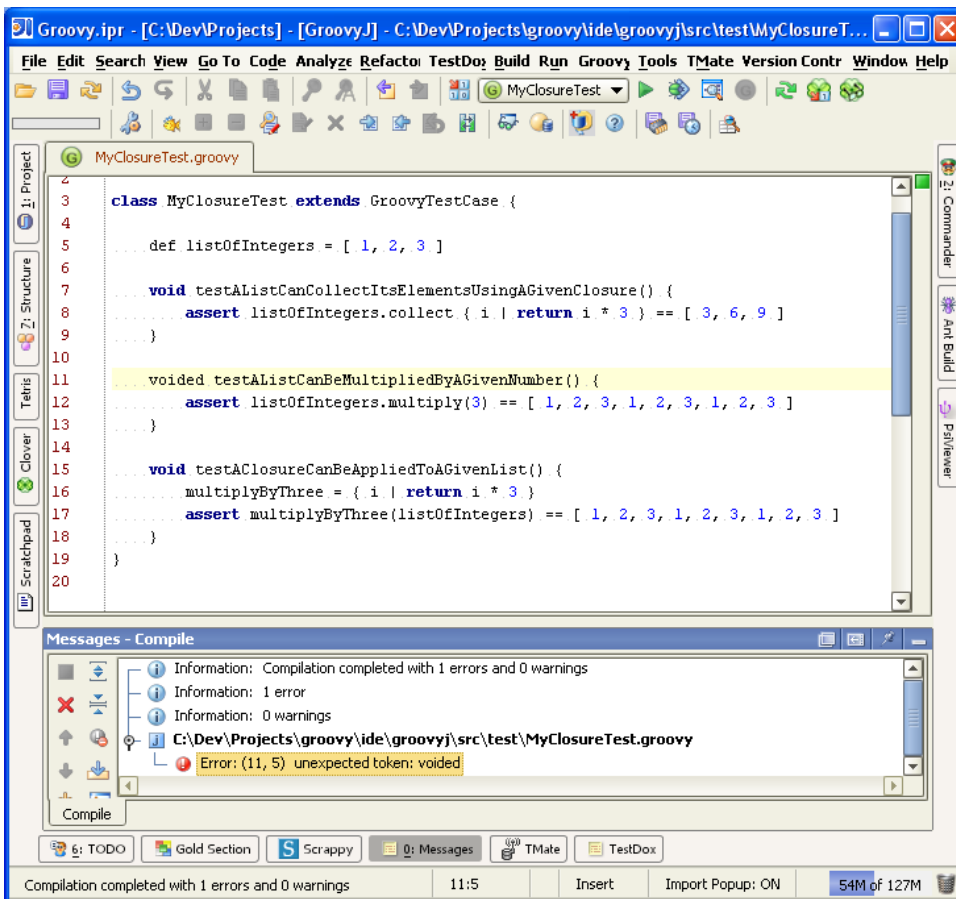 Groovy.ipr - [C:\Dev\Projects] - [GroovyJ] - C:\Dev\Projects\groovy\ide\groovyj\src\test\MyClosureT...
File Edit Search View Go To Code Analyze Refactor TestDox Build Run Groovy Tools TMate Version Contr Window Help
MyClosureTest
1: Project
7: Structure
Tetris
Clover
Scratchpad
MyClosureTest.groovy
2
3 class MyClosureTest extends GroovyTestCase {
4
5 def listOfIntegers = [ 1, 2, 3 ]
6
7 void testAListCanCollectItsElementsUsingAGivenClosure() {
8 assert listOfIntegers.collect { i | return i * 3 } == [ 3, 6, 9 ]
9 }
10
11 voided testAListCanBeMultipliedByAGivenNumber() {
12 assert listOfIntegers.multiply(3) == [ 1, 2, 3, 1, 2, 3, 1, 2, 3 ]
13 }
14
15 void testAClosureCanBeAppliedToAGivenList() {
16 multiplyByThree = { i | return i * 3 }
17 assert multiplyByThree(listOfIntegers) == [ 1, 2, 3, 1, 2, 3, 1, 2, 3 ]
18 }
19 }
20
2: Commander
Ant Build
PsiViewer
Messages - Compile
Information: Compilation completed with 1 errors and 0 warnings
Information: 1 error
Information: 0 warnings
C:\Dev\Projects\groovy\ide\groovyj\src\test\MyClosureTest.groovy
Error: (11, 5) unexpected token: voided
Compile
6: TODO Gold Section S Scrappy 0: Messages TMate TestDox
Compilation completed with 1 errors and 0 warnings 11:5 Insert Import Popup: ON 54M of 127M